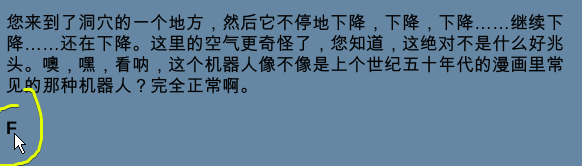 您来到了洞穴的一个地方，然后它不停地下降，下降，下降……继续下
降……还在下降。这里的空气更奇怪了，您知道，这绝对不是什么好兆
头。噢，嘿，看呐，这个机器人像不像是上个世纪五十年代的漫画里常
见的那种机器人？完全正常啊。
F